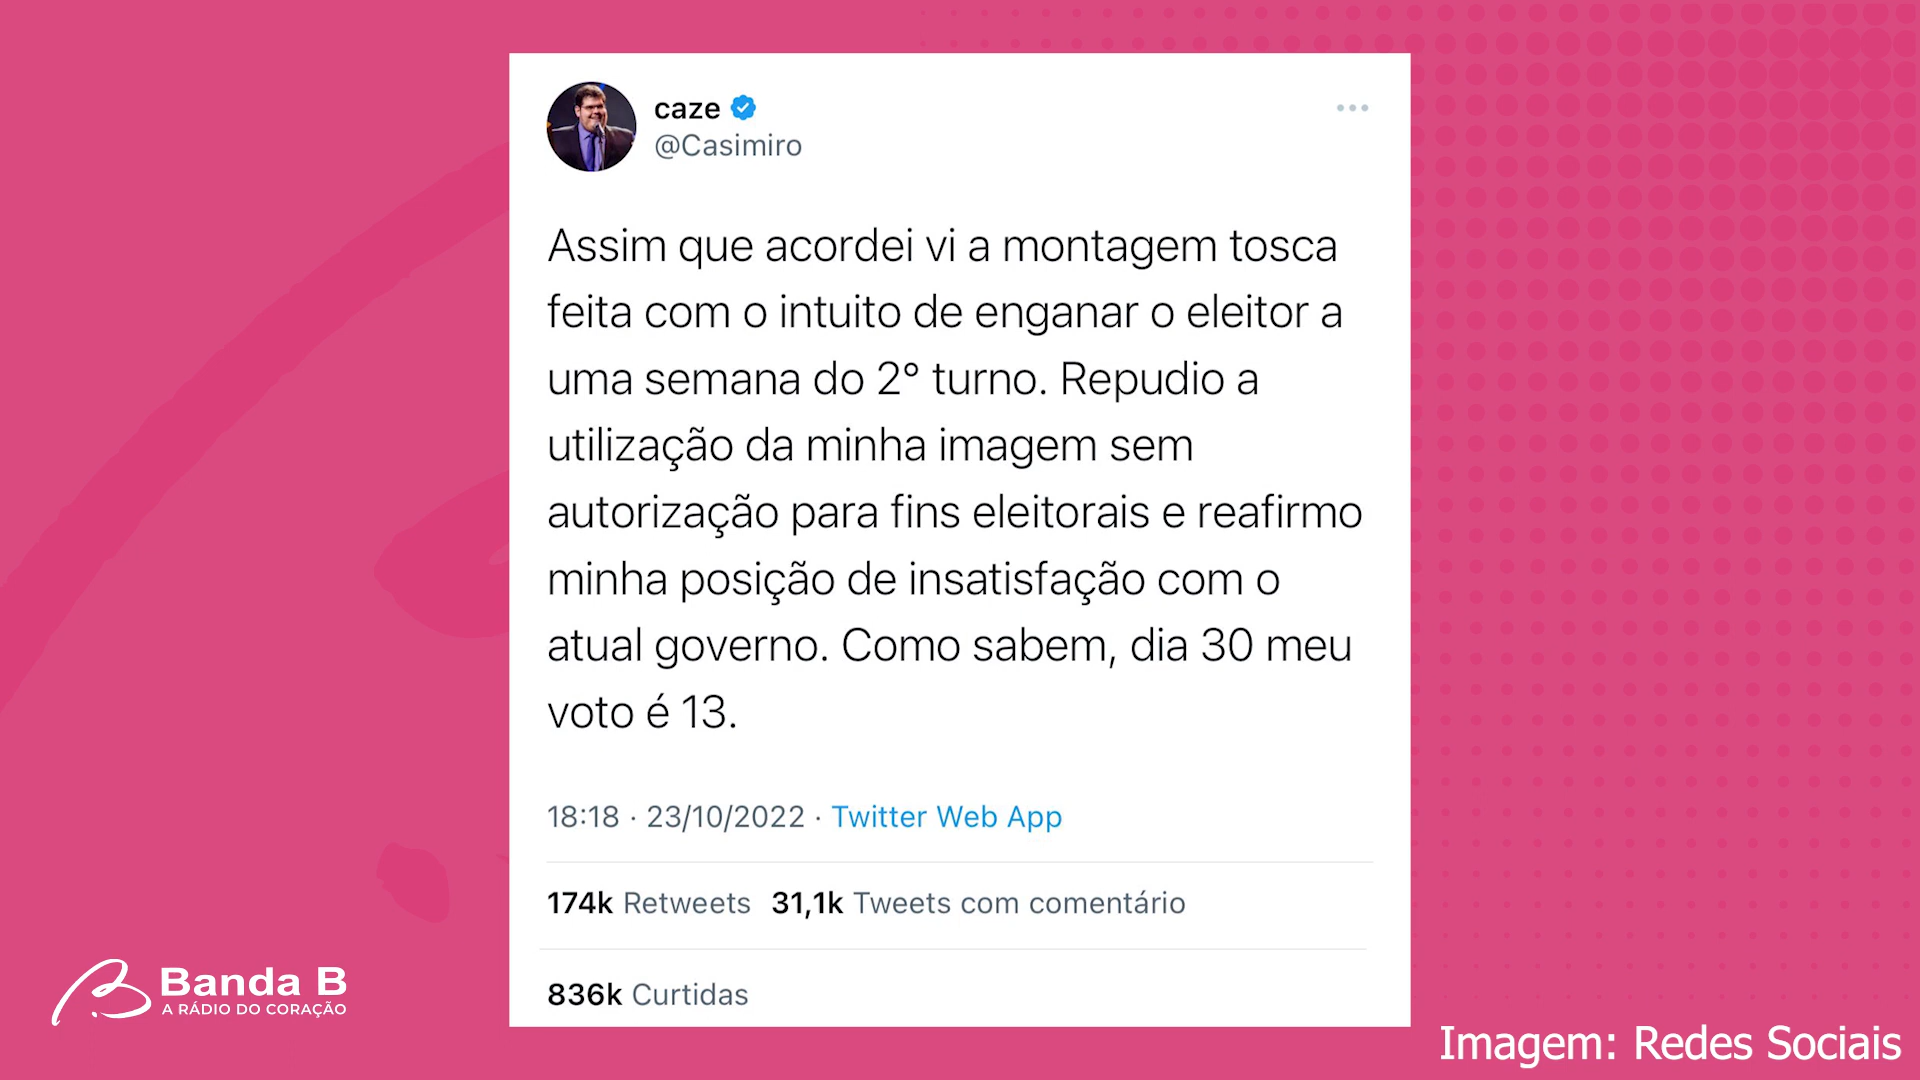 caze
@Casimiro
Assim que acordei vi a montagem tosca
feita com o intuito de enganar o eleitor a
uma semana do 2º turno. Repudio a
utilização da minha imagem sem
autorização para fins eleitorais e reafirmo
minha posição de insatisfação com o
atual governo. Como sabem, dia 30 meu
voto é 13.
18:18 · 23/10/2022 · Twitter Web App
174k Retweets 31,1k Tweets com comentário
836k Curtidas
Banda B
A RÁDIO DO CORAÇÃO
Imagem: Redes Sociais